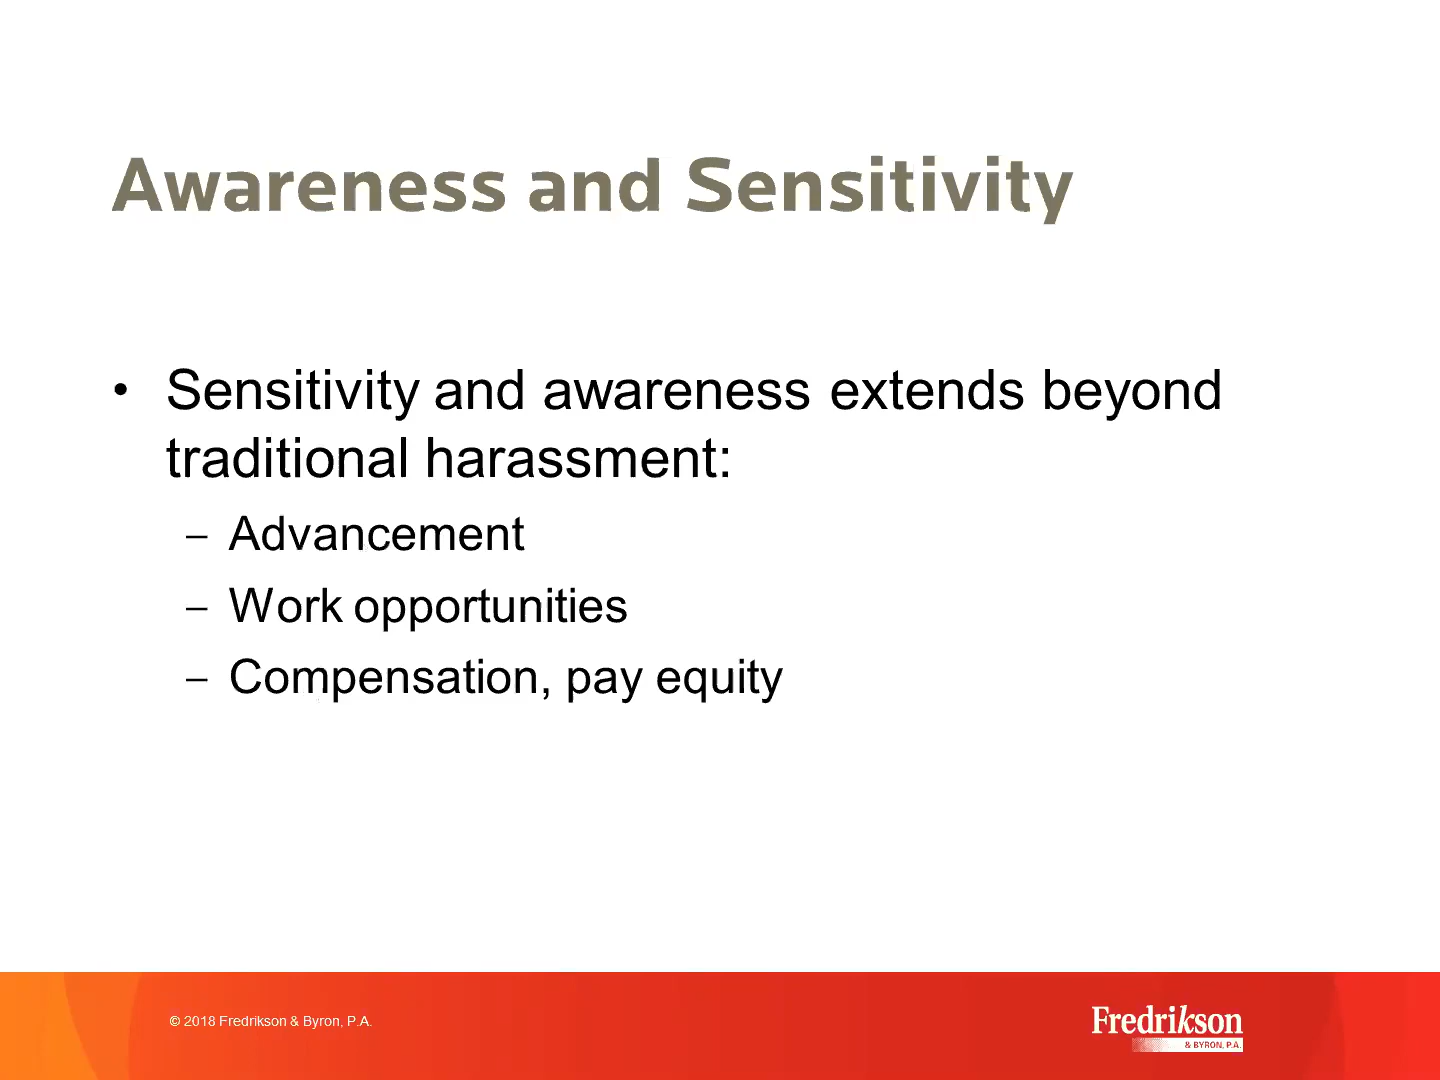 Awareness and Sensitivity
• Sensitivity and awareness extends beyond
traditional harassment:
– Advancement
– Work opportunities
– Compensation, pay equity
© 2018 Fredrikson & Byron, P.A.
Fredrikson
& BYRON, P.A.